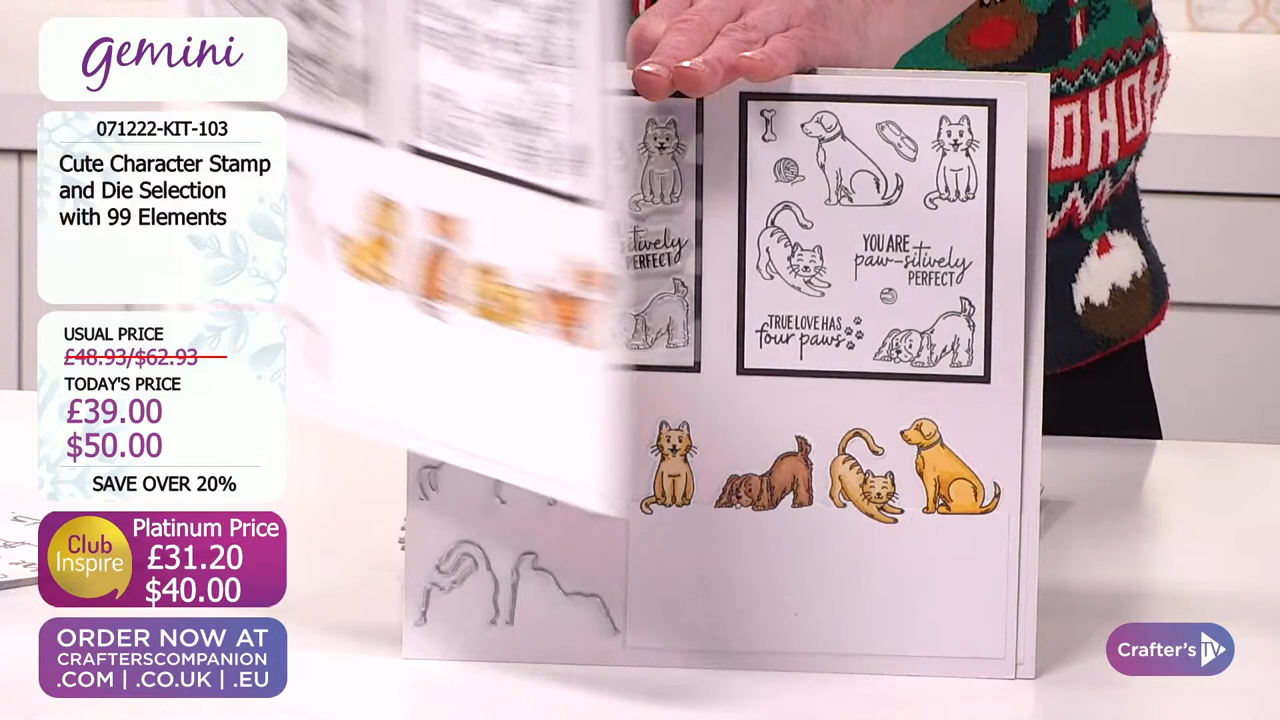 gemini
071222-KIT-103
Cute Character Stamp
and Die Selection
with 99 Elements
USUAL PRICE
£48.93/$62.93
TODAY'S PRICE
£39.00
$50.00
SAVE OVER 20%
Club
Inspire
Platinum Price
£31.20
$40.00
ORDER NOW AT
CRAFTERSCOMPANION
.COM | .CO.UK | .EU
PERFECT
YOU ARE
paw-sitively
PERFECT
TRUE LOVE HAS
four paws
OHOH
Crafter's TV